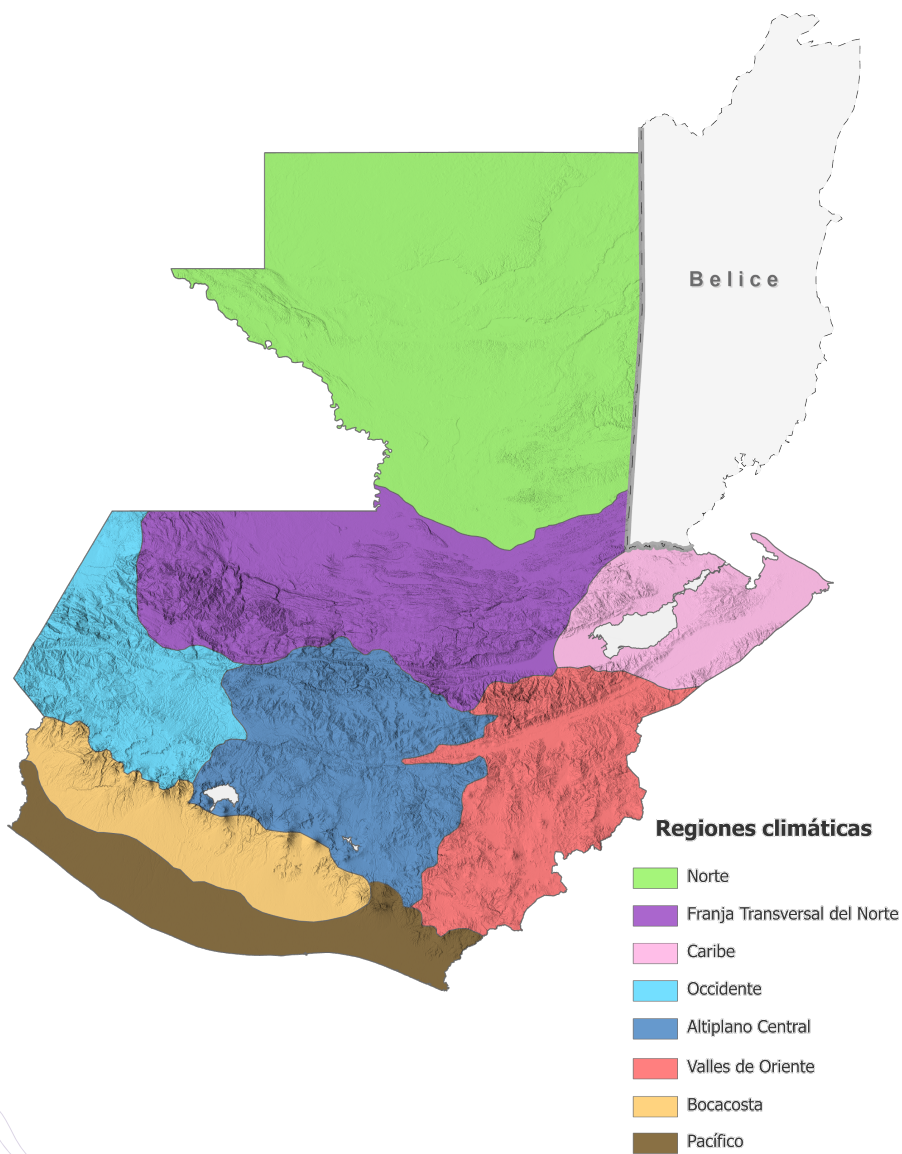 Belice
Regiones climáticas
Norte
Franja Transversal del Norte
Caribe
Occidente
Altiplano Central
Valles de Oriente
Bocacosta
Pacífico